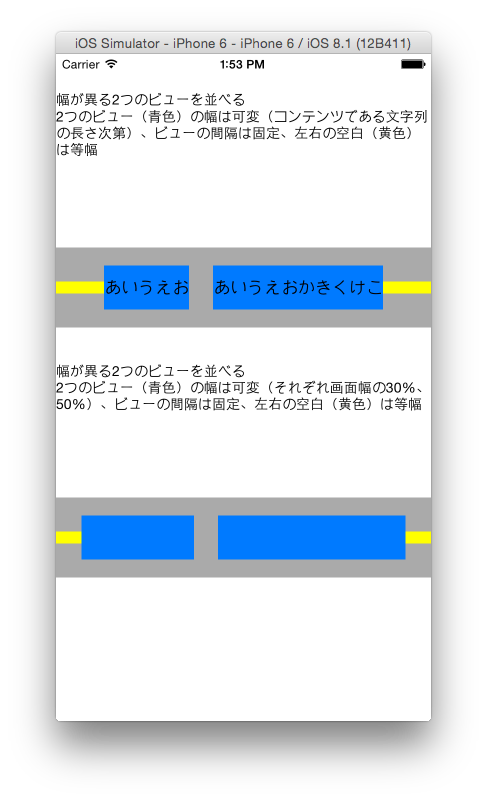 iOS Simulator - iPhone 6 - iPhone 6 / iOS 8.1 (12B411)
Carrier 1:53 PM
幅が異る2つのビューを並べる
2つのビュー（青色）の幅は可変（コンテンツである文字列
の長さ次第）、ビューの間隔は固定、左右の空白（黄色）
は等幅
あいうえお あいうえおかきくけこ
幅が異る2つのビューを並べる
2つのビュー（青色）の幅は可変（それぞれ画面幅の30%、
50%）、ビューの間隔は固定、左右の空白（黄色）は等幅